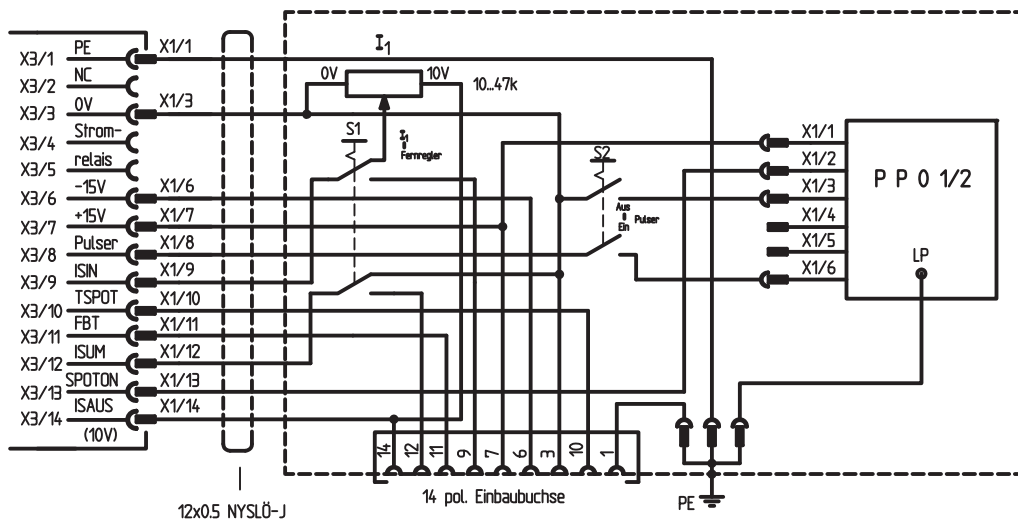 X3/1 PE X1/1
X3/2 NC
X3/3 0V X1/3
X3/4 Strom-
X3/5 relais
X3/6 -15V X1/6
X3/7 +15V X1/7
X3/8 Pulser X1/8
X3/9 ISIN X1/9
X3/10 TSPOT X1/10
X3/11 FBT X1/11
X3/12 ISUM X1/12
X3/13 SPOTON X1/13
X3/14 ISAUS X1/14
(10V)
12x0.5 NYSLÖ-J
I1
0V 10V
10...47k
S1
I1
0
Fernregler
S2
Aus
0
Ein
Pulser
X1/1
X1/2
X1/3
X1/4
X1/5
X1/6
P P 0 1/2
LP
14 12 11 9 7 6 3 10 1
14 pol. Einbaubuchse
PE